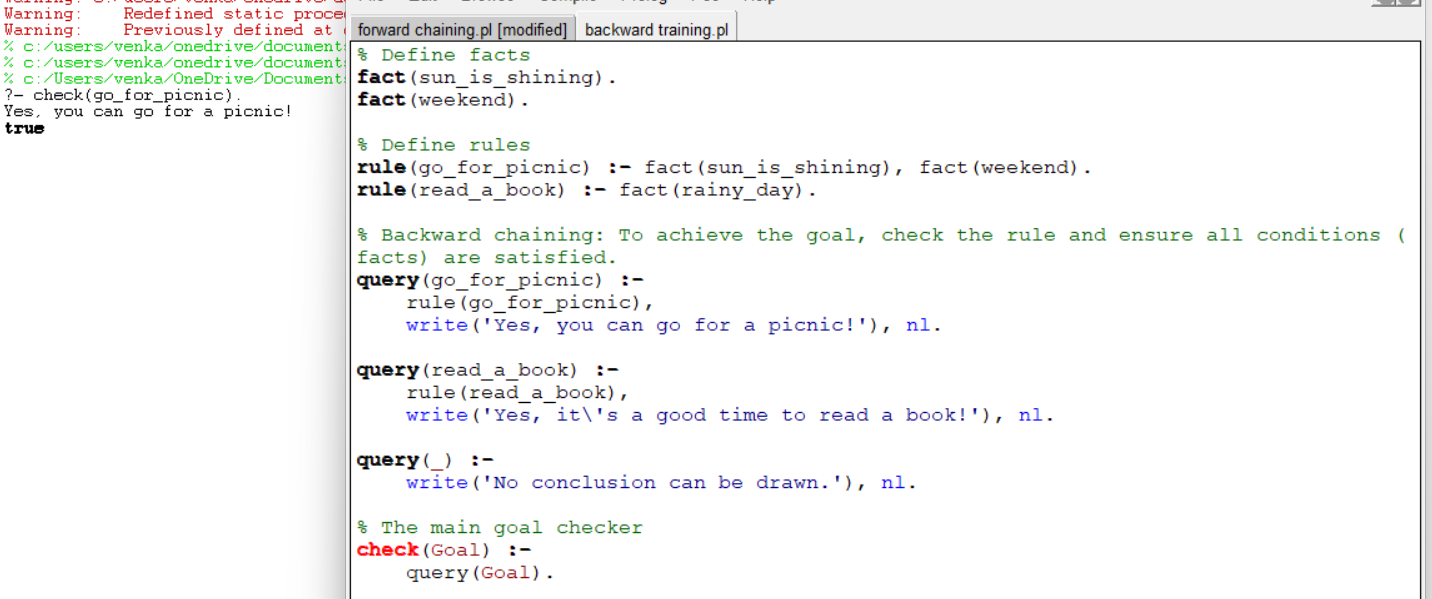 Warning:
Warning: Redefined static proce
Warning: Previously defined at
% c:/users/venka/onedrive/document
% c:/users/venka/onedrive/document
% c:/Users/venka/OneDrive/Document
?- check(go_for_picnic).
Yes, you can go for a picnic!
true
forward chaining.pl [modified] backward training.pl
% Define facts
fact(sun_is_shining).
fact(weekend).
% Define rules
rule(go_for_picnic) :- fact(sun_is_shining), fact(weekend).
rule(read_a_book) :- fact(rainy_day).
% Backward chaining: To achieve the goal, check the rule and ensure all conditions (
facts) are satisfied.
query(go_for_picnic) :-
rule(go_for_picnic),
write('Yes, you can go for a picnic!'), nl.
query(read_a_book) :-
rule(read_a_book),
write('Yes, it\'s a good time to read a book!'), nl.
query(_) :-
write('No conclusion can be drawn.'), nl.
% The main goal checker
check(Goal) :-
query(Goal).